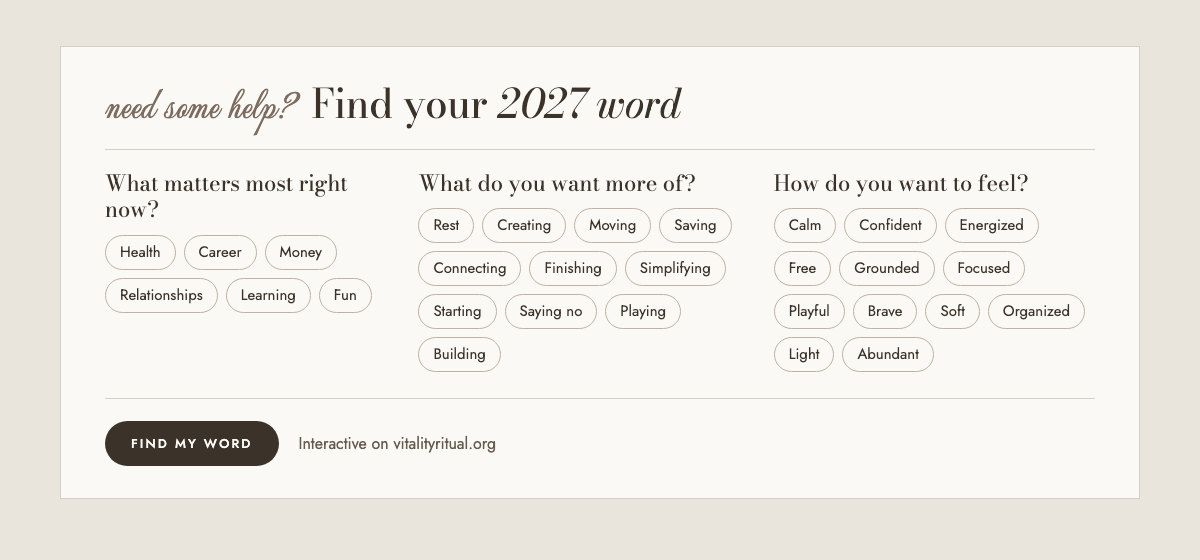 need some help? Find your 2027 word
What matters most right
now?
Health Career Money
Relationships Learning Fun
What do you want more of?
Rest Creating Moving Saving
Connecting Finishing Simplifying
Starting Saying no Playing
Building
How do you want to feel?
Calm Confident Energized
Free Grounded Focused
Playful Brave Soft Organized
Light Abundant
FIND MY WORD Interactive on vitalityritual.org